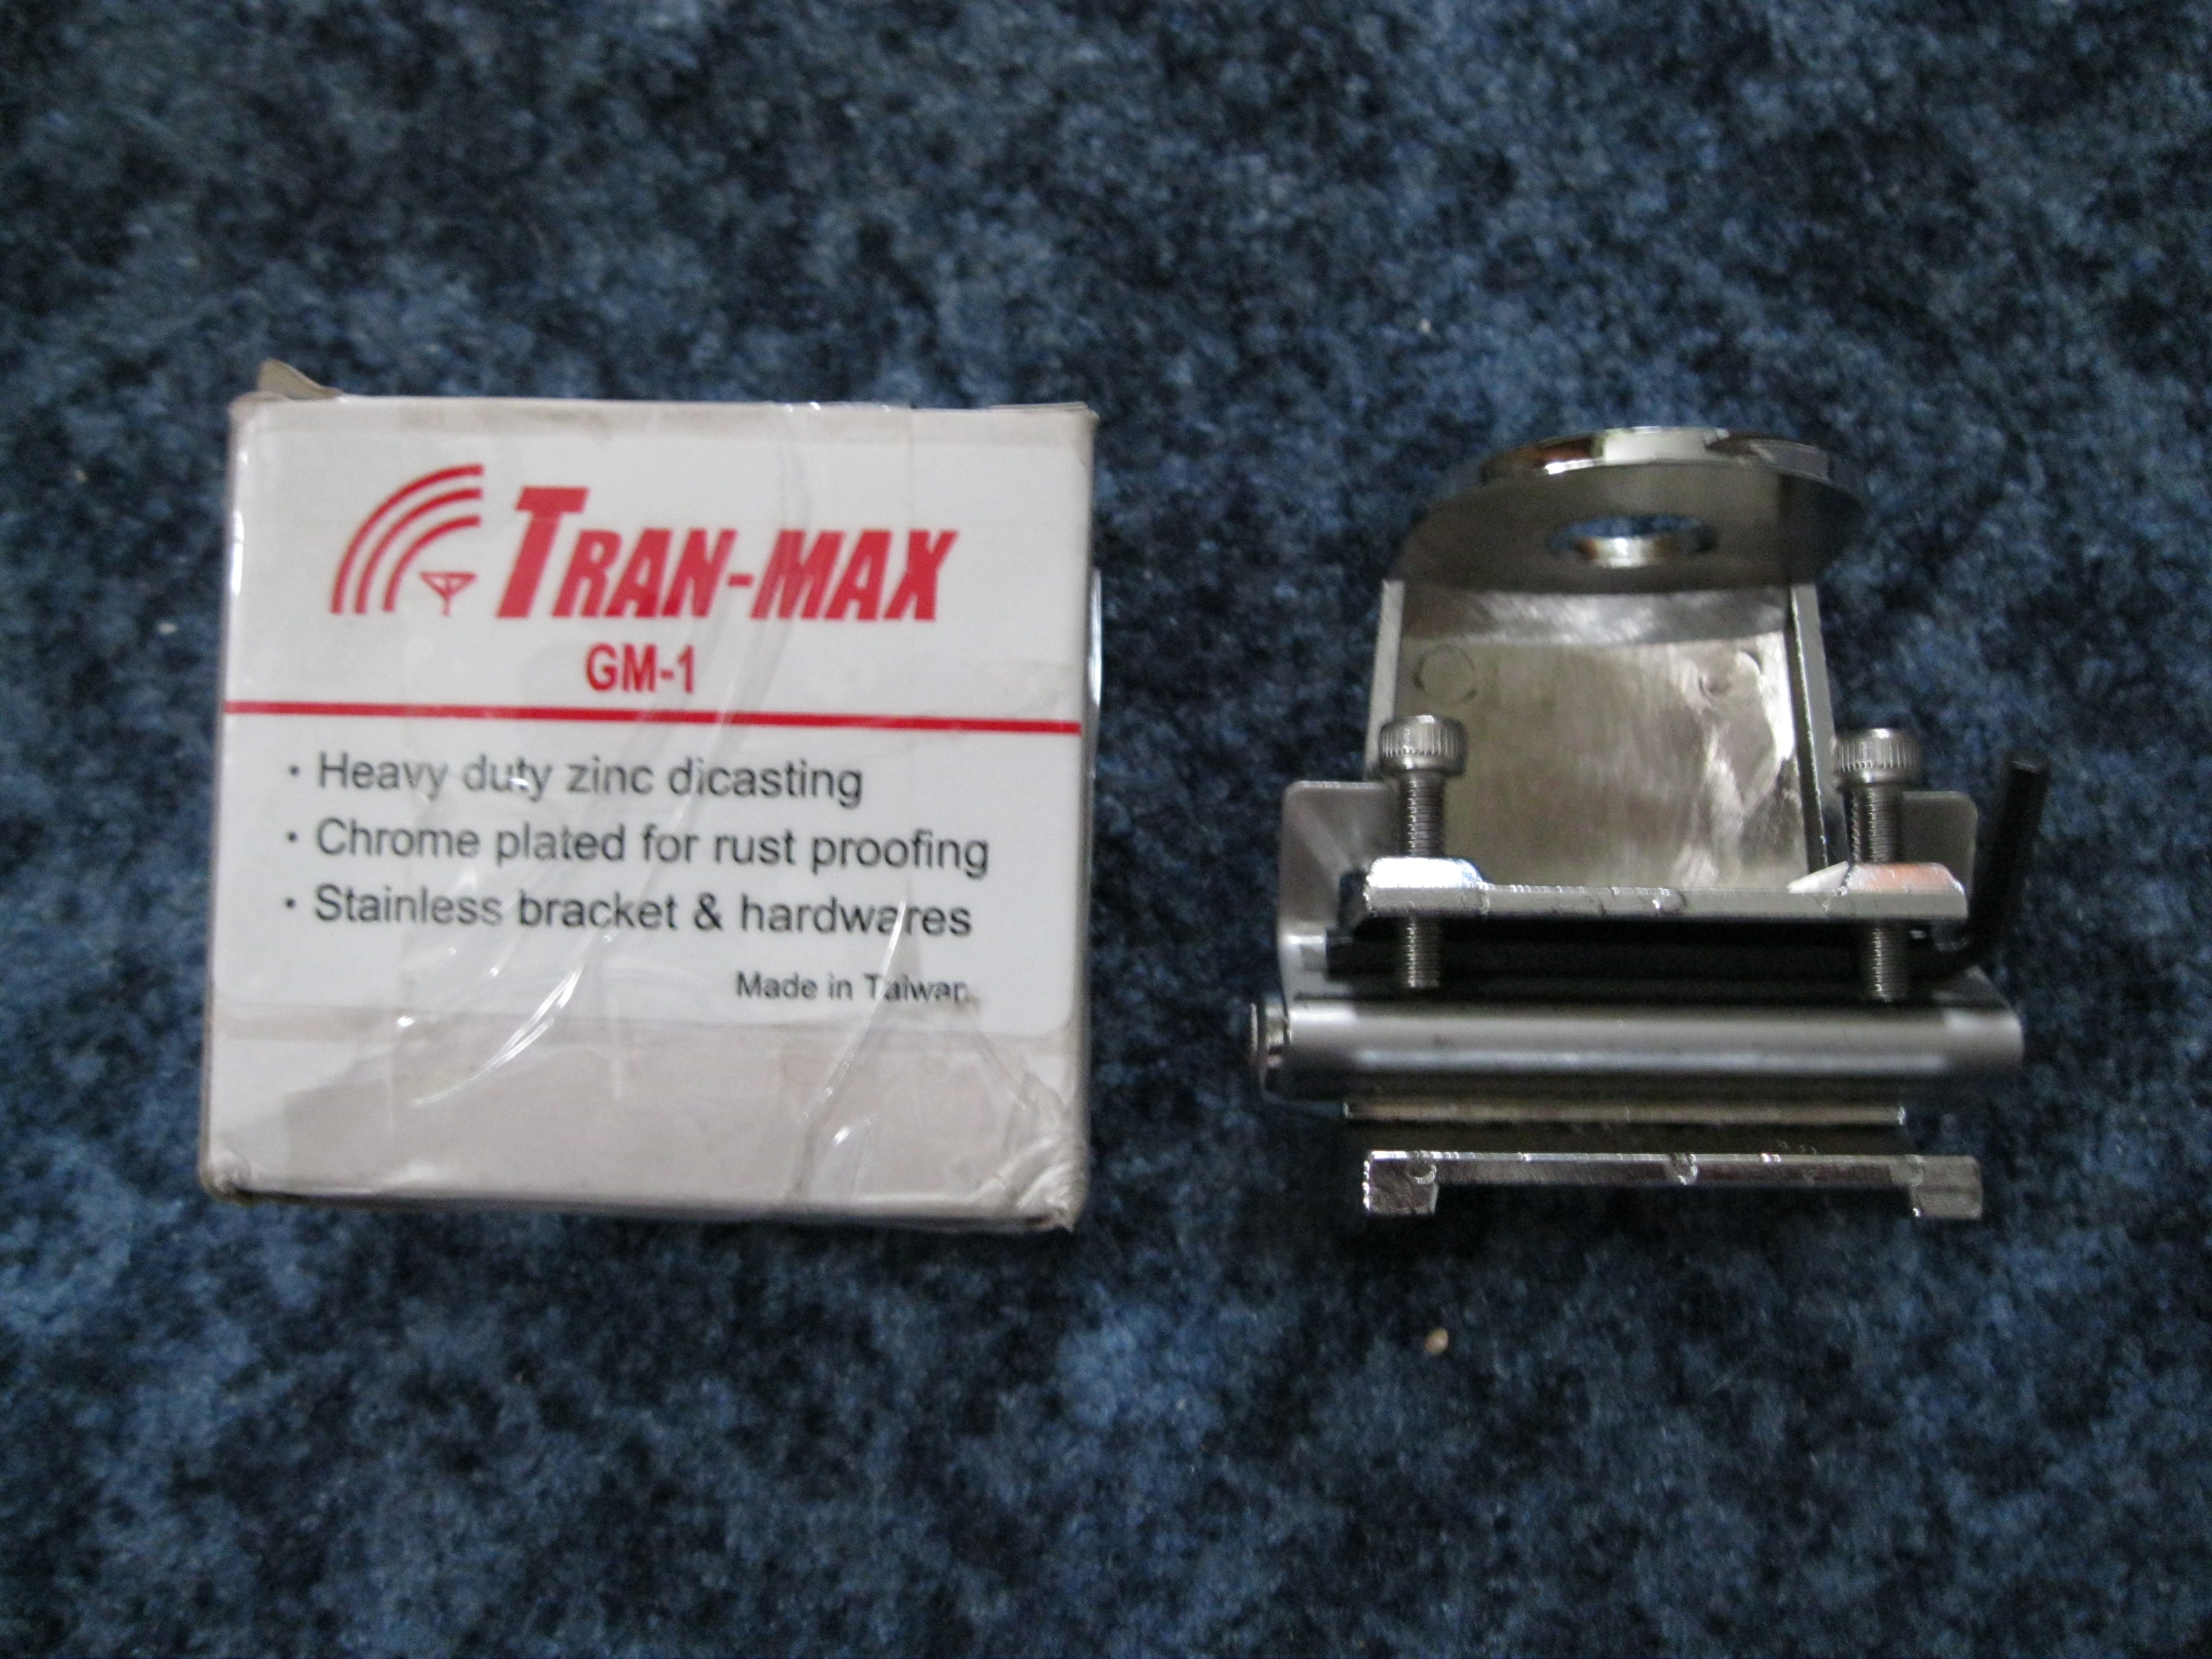 TRAN-MAX
GM-1
• Heavy duty zinc dicasting
• Chrome plated for rust proofing
• Stainless bracket & hardwares
Made in Taiwan